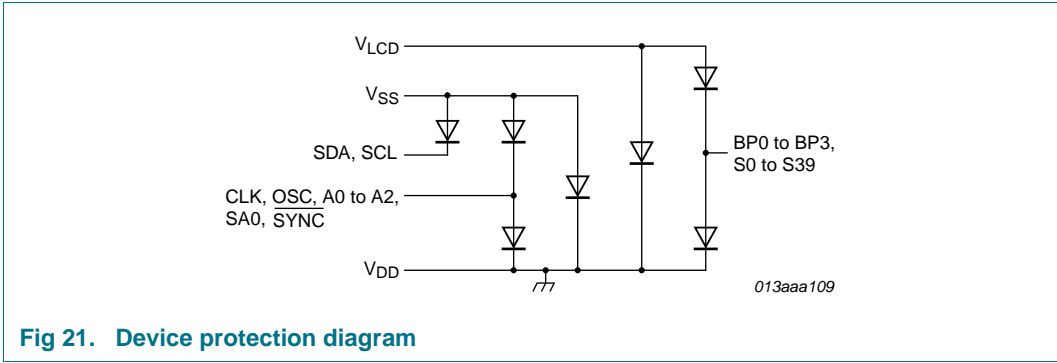 VLCD
VSS
SDA, SCL
BP0 to BP3,
S0 to S39
CLK, OSC, A0 to A2,
SA0, S̅Y̅N̅C̅
VDD
013aaa109
Fig 21. Device protection diagram